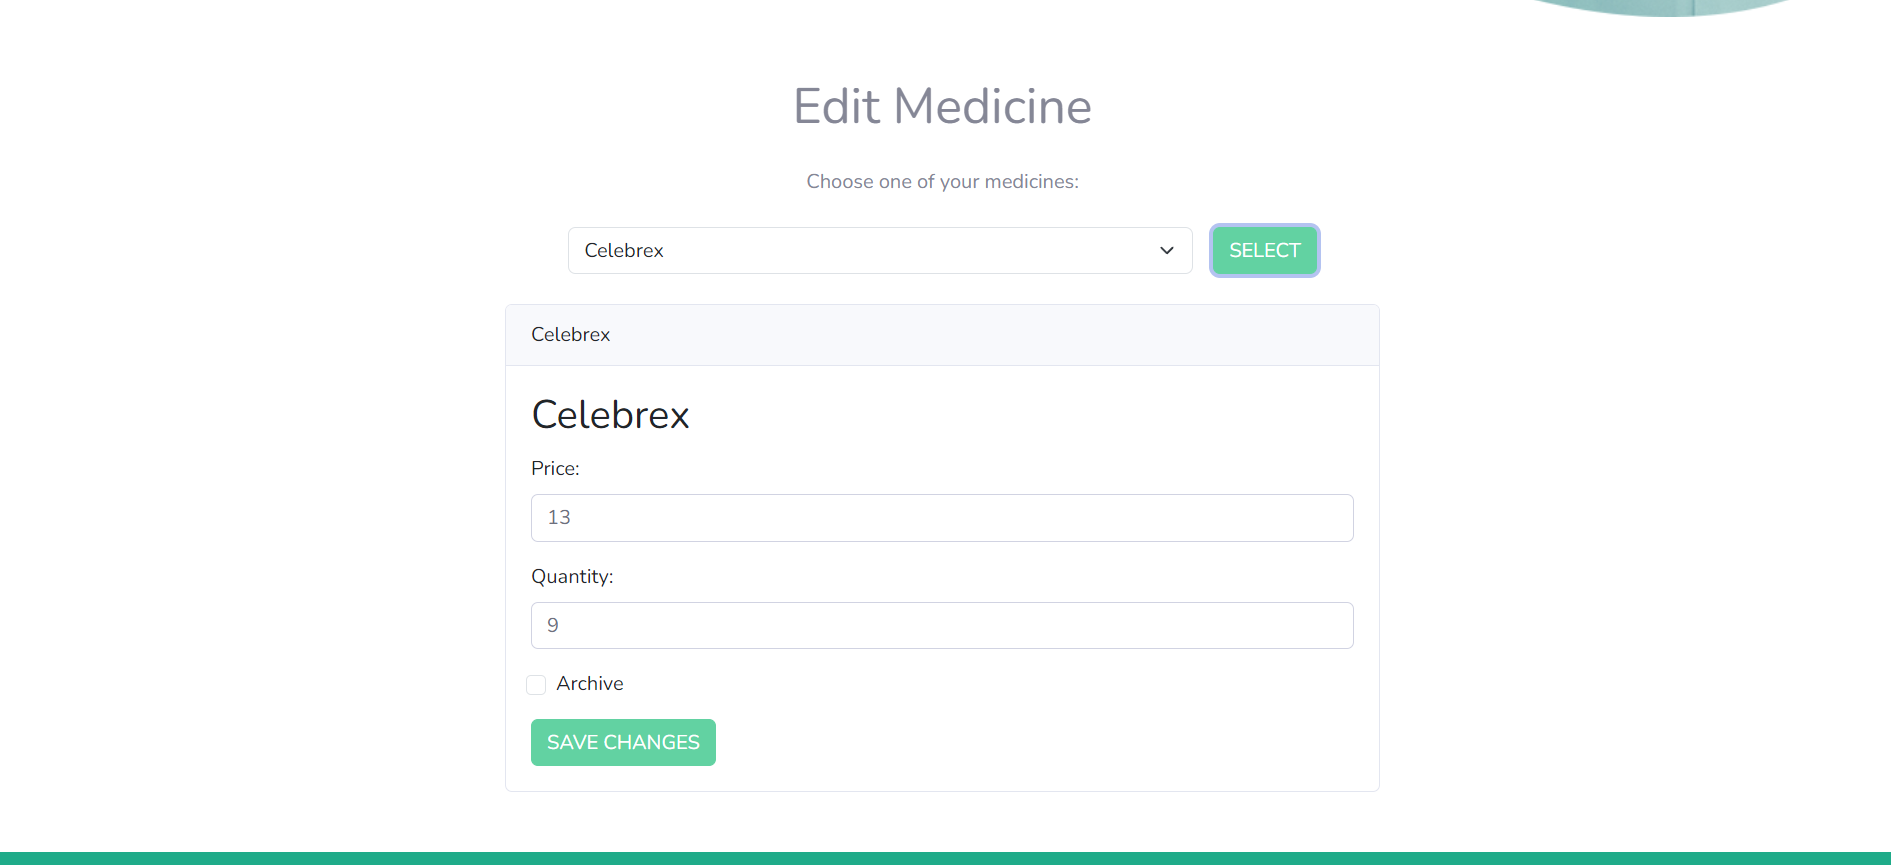 Edit Medicine
Choose one of your medicines:
Celebrex
SELECT
Celebrex
Celebrex
Price:
13
Quantity:
9
Archive
SAVE CHANGES